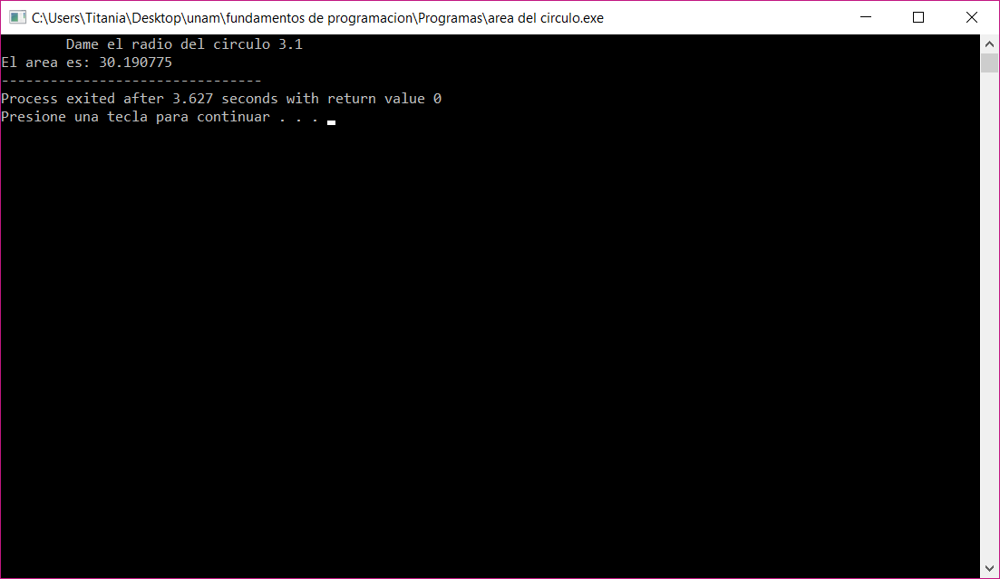 C:\Users\Titania\Desktop\unam\fundamentos de programacion\Programas\area del circulo.exe
Dame el radio del circulo 3.1
El area es: 30.190775
--------------------------------
Process exited after 3.627 seconds with return value 0
Presione una tecla para continuar . . .